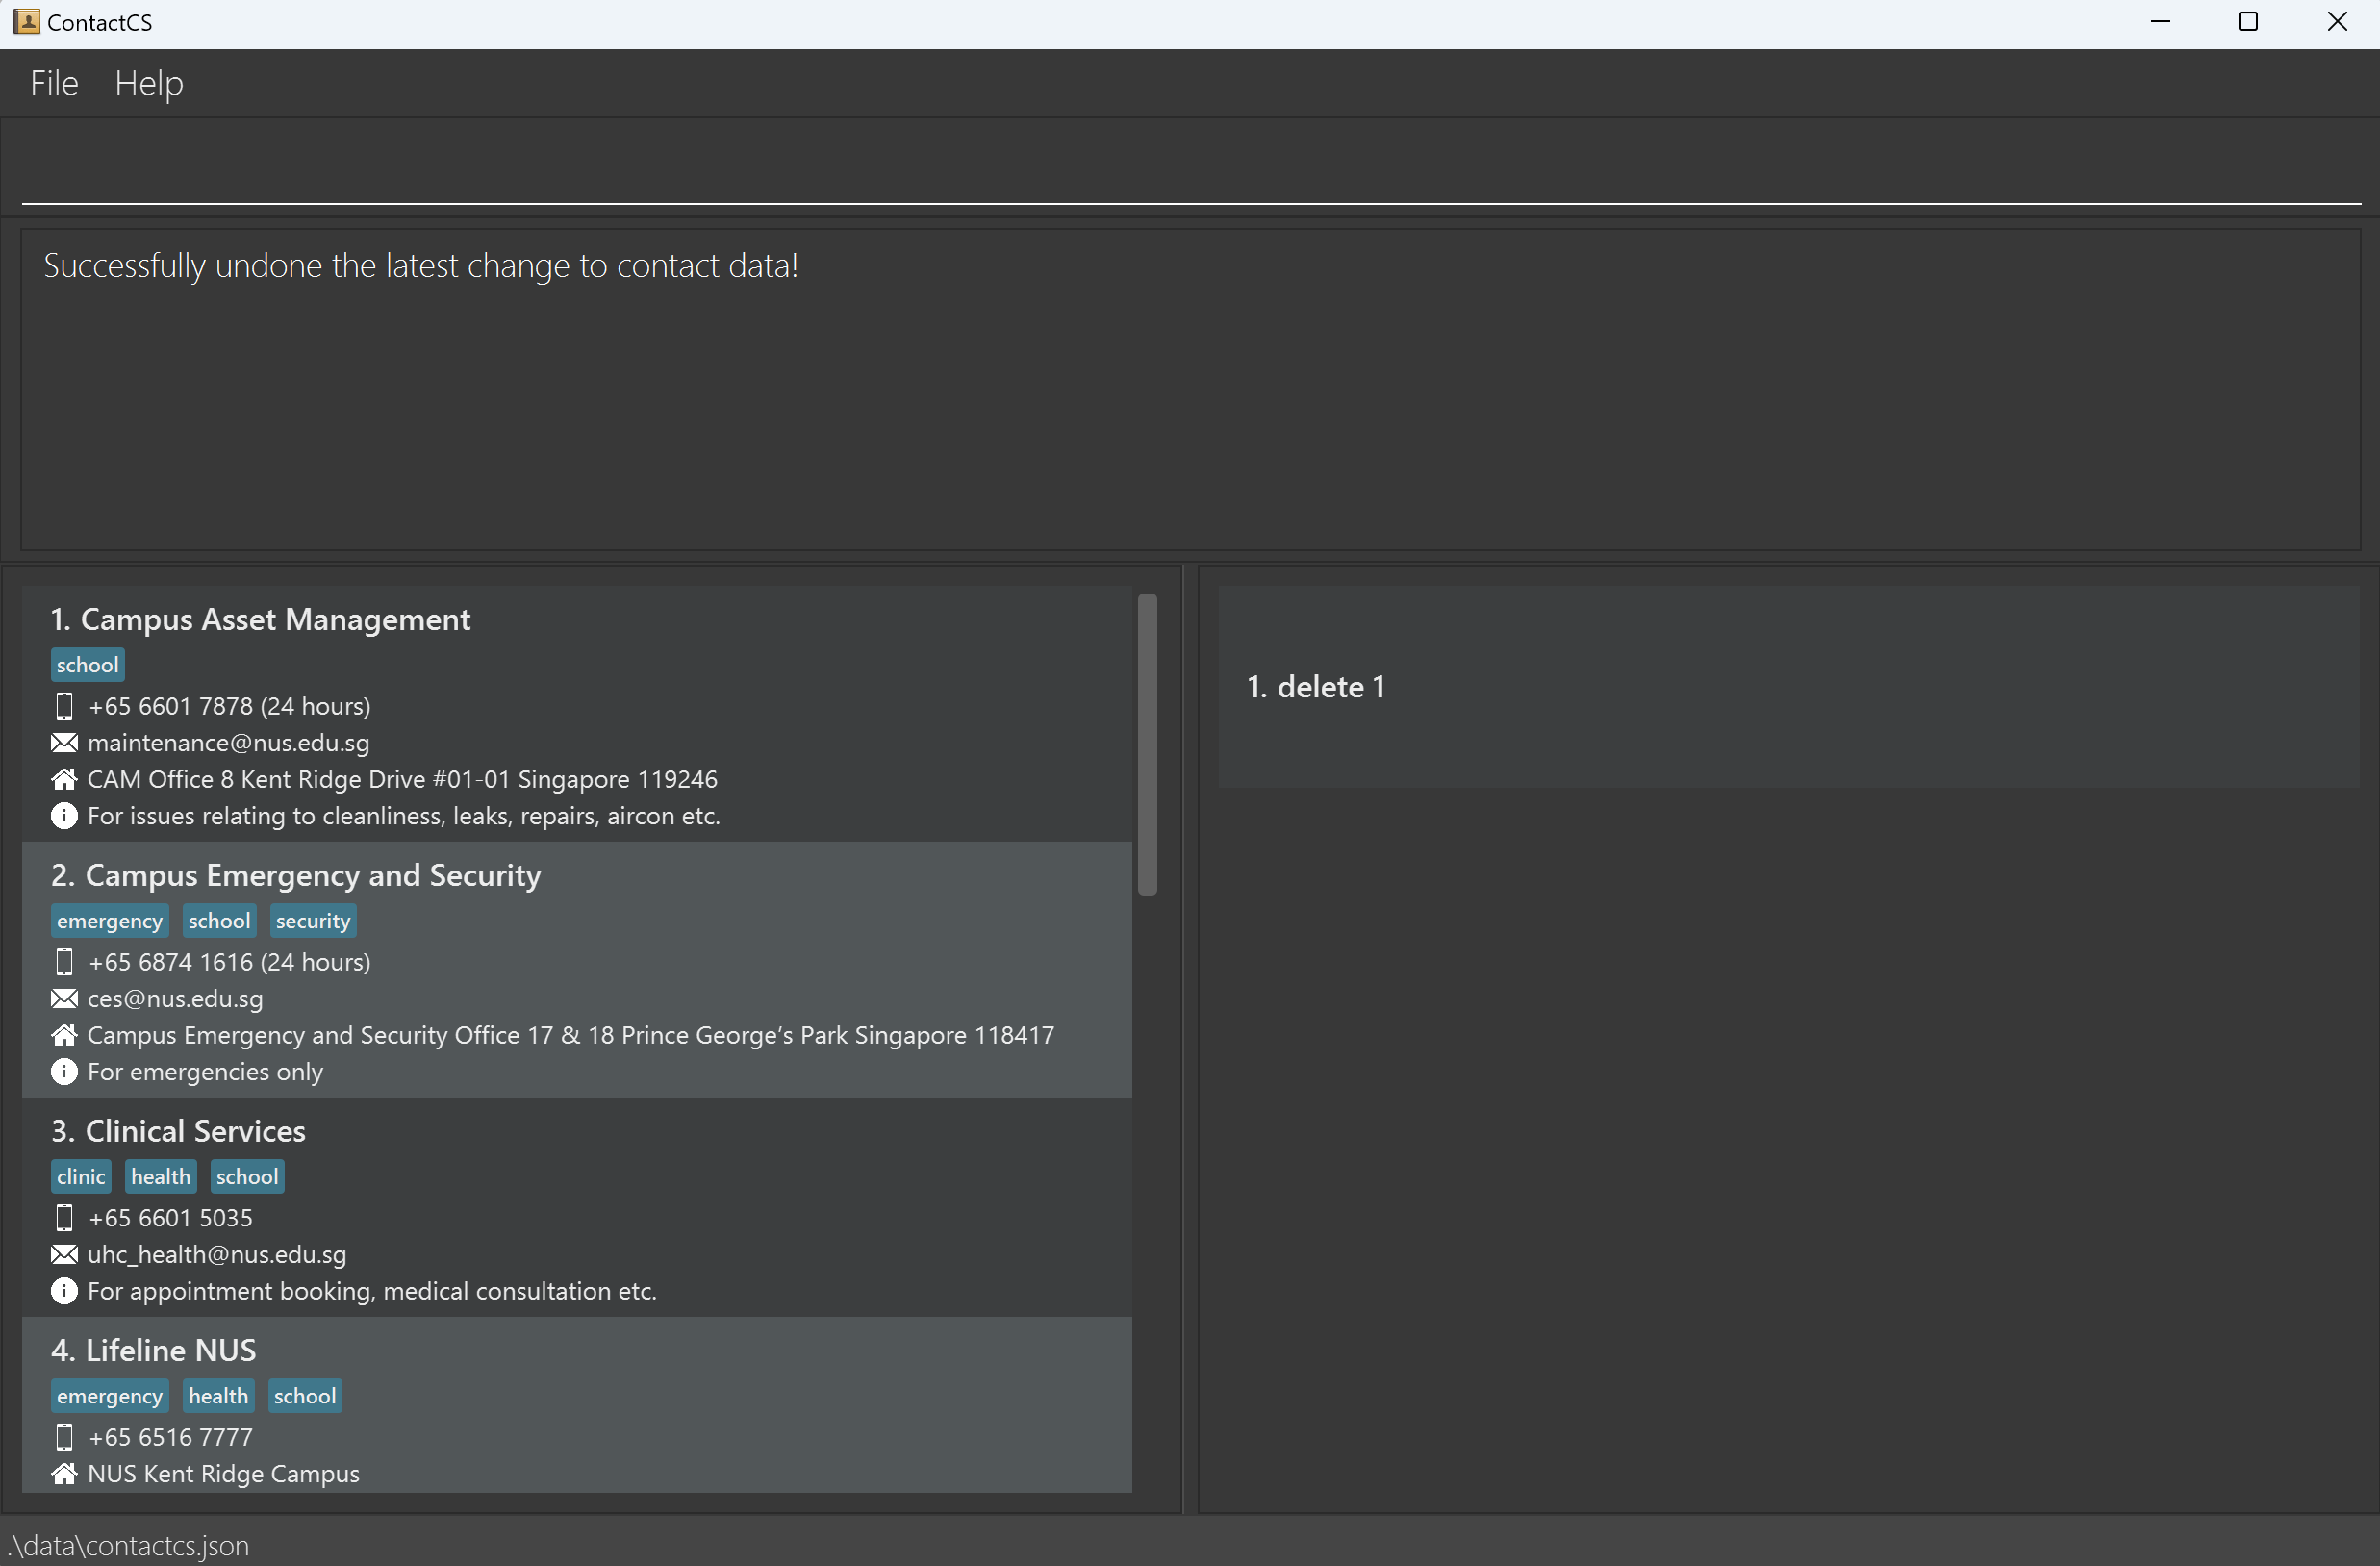 ContactCS
File Help
Successfully undone the latest change to contact data!
1. Campus Asset Management
school
+65 6601 7878 (24 hours)
maintenance@nus.edu.sg
CAM Office 8 Kent Ridge Drive #01-01 Singapore 119246
For issues relating to cleanliness, leaks, repairs, aircon etc.
2. Campus Emergency and Security
emergency school security
+65 6874 1616 (24 hours)
ces@nus.edu.sg
Campus Emergency and Security Office 17 & 18 Prince George’s Park Singapore 118417
For emergencies only
3. Clinical Services
clinic health school
+65 6601 5035
uhc_health@nus.edu.sg
For appointment booking, medical consultation etc.
4. Lifeline NUS
emergency health school
+65 6516 7777
NUS Kent Ridge Campus
1. delete 1
.\data\contactcs.json